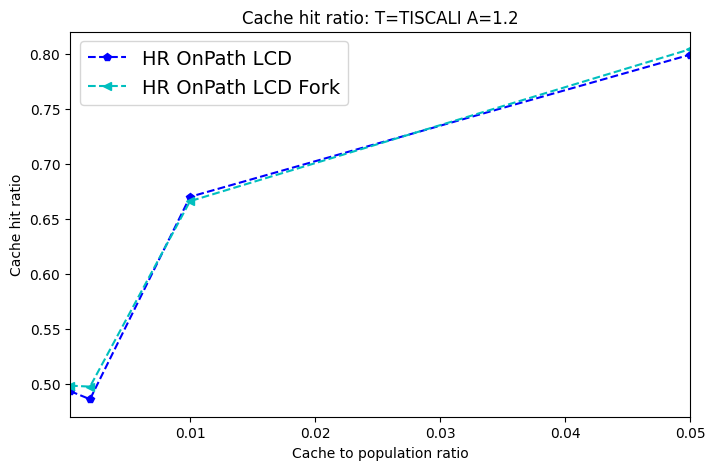 Cache hit ratio: T=TISCALI A=1.2
HR OnPath LCD
HR OnPath LCD Fork
Cache hit ratio
0.80
0.75
0.70
0.65
0.60
0.55
0.50
0.01 0.02 0.03 0.04 0.05
Cache to population ratio